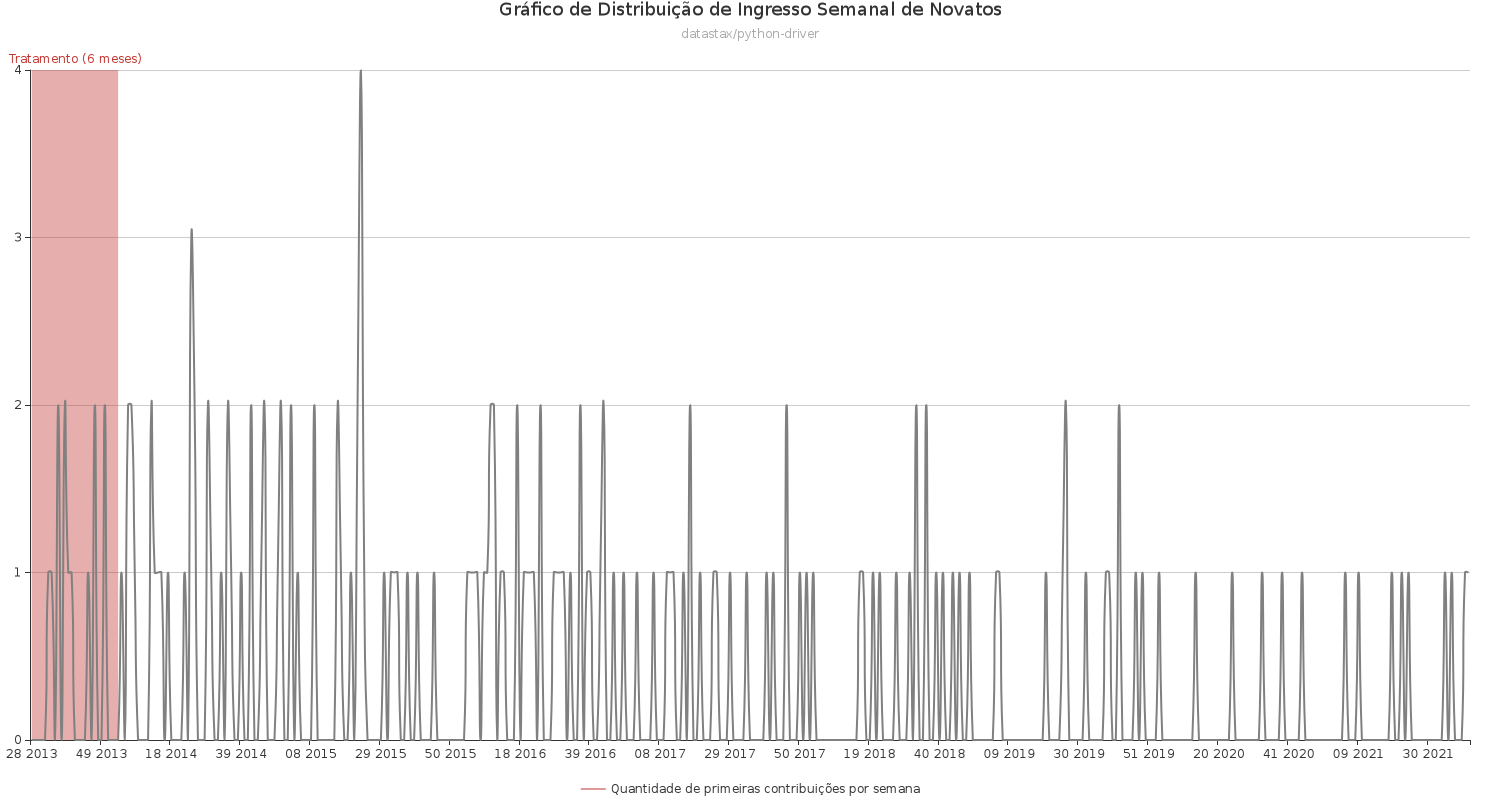 Gráfico de Distribuição de Ingresso Semanal de Novatos
datastax/python-driver
Tratamento (6 meses)
4
3
2
1
0
28 2013 49 2013 18 2014 39 2014 08 2015 29 2015 50 2015 18 2016 39 2016 08 2017 29 2017 50 2017 19 2018 40 2018 09 2019 30 2019 51 2019 20 2020 41 2020 09 2021 30 2021
Quantidade de primeiras contribuições por semana